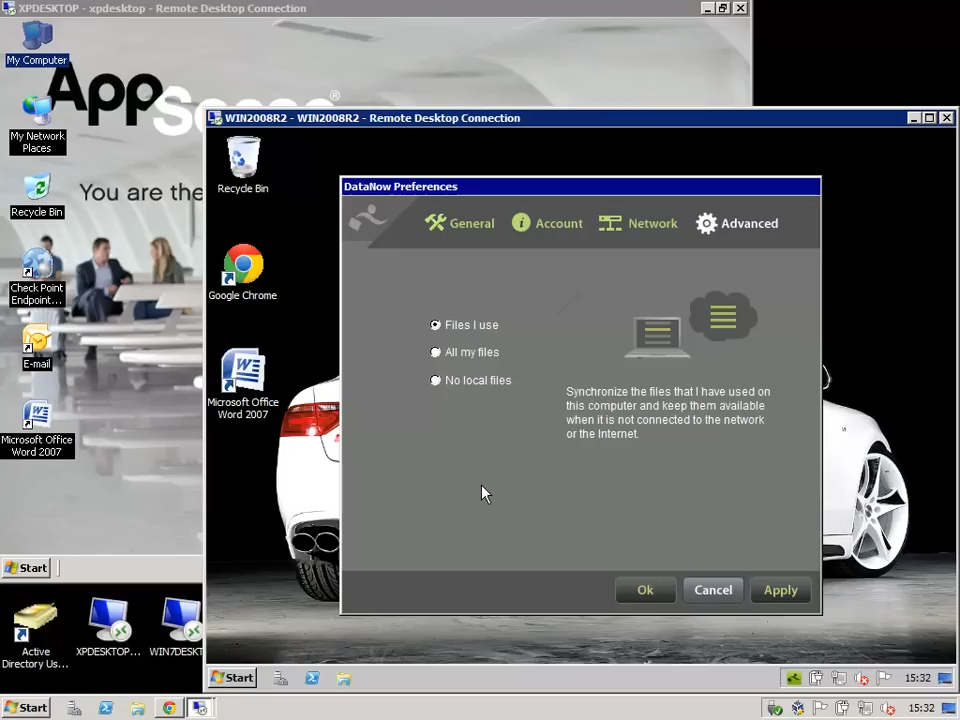 XPDESKTOP - xpdesktop - Remote Desktop Connection
My Computer
App
®
My Network
Places
You are the
Recycle Bin
Check Point
Endpoint...
E-mail
Microsoft Office
Word 2007
Start
Active
Directory Us...
XPDESKTOP...
WIN7DESKT
WIN2008R2 - WIN2008R2 - Remote Desktop Connection
Recycle Bin
Google Chrome
Microsoft Office
Word 2007
DataNow Preferences
General
Account
Network
Advanced
Files I use
All my files
No local files
Synchronize the files that I have used on
this computer and keep them available
when it is not connected to the network
or the Internet.
Ok
Cancel
Apply
Start
15:32
Start
15:32